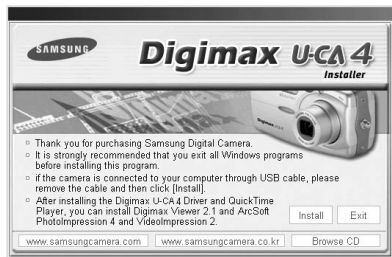 SAMSUNG
Digimax U-CA 4
Installer
Thank you for purchasing Samsung Digital Camera.
It is strongly recommended that you exit all Windows programs
before installing this program.
if the camera is connected to your computer through USB cable, please
remove the cable and then click [Install].
After installing the Digimax U-CA4 Driver and QuickTime
Player, you can install Digimax Viewer 2.1 and ArcSoft
PhotoImpression 4 and VideoImpression 2.
Install Exit
www.samsungcamera.com www.samsungcamera.co.kr Browse CD